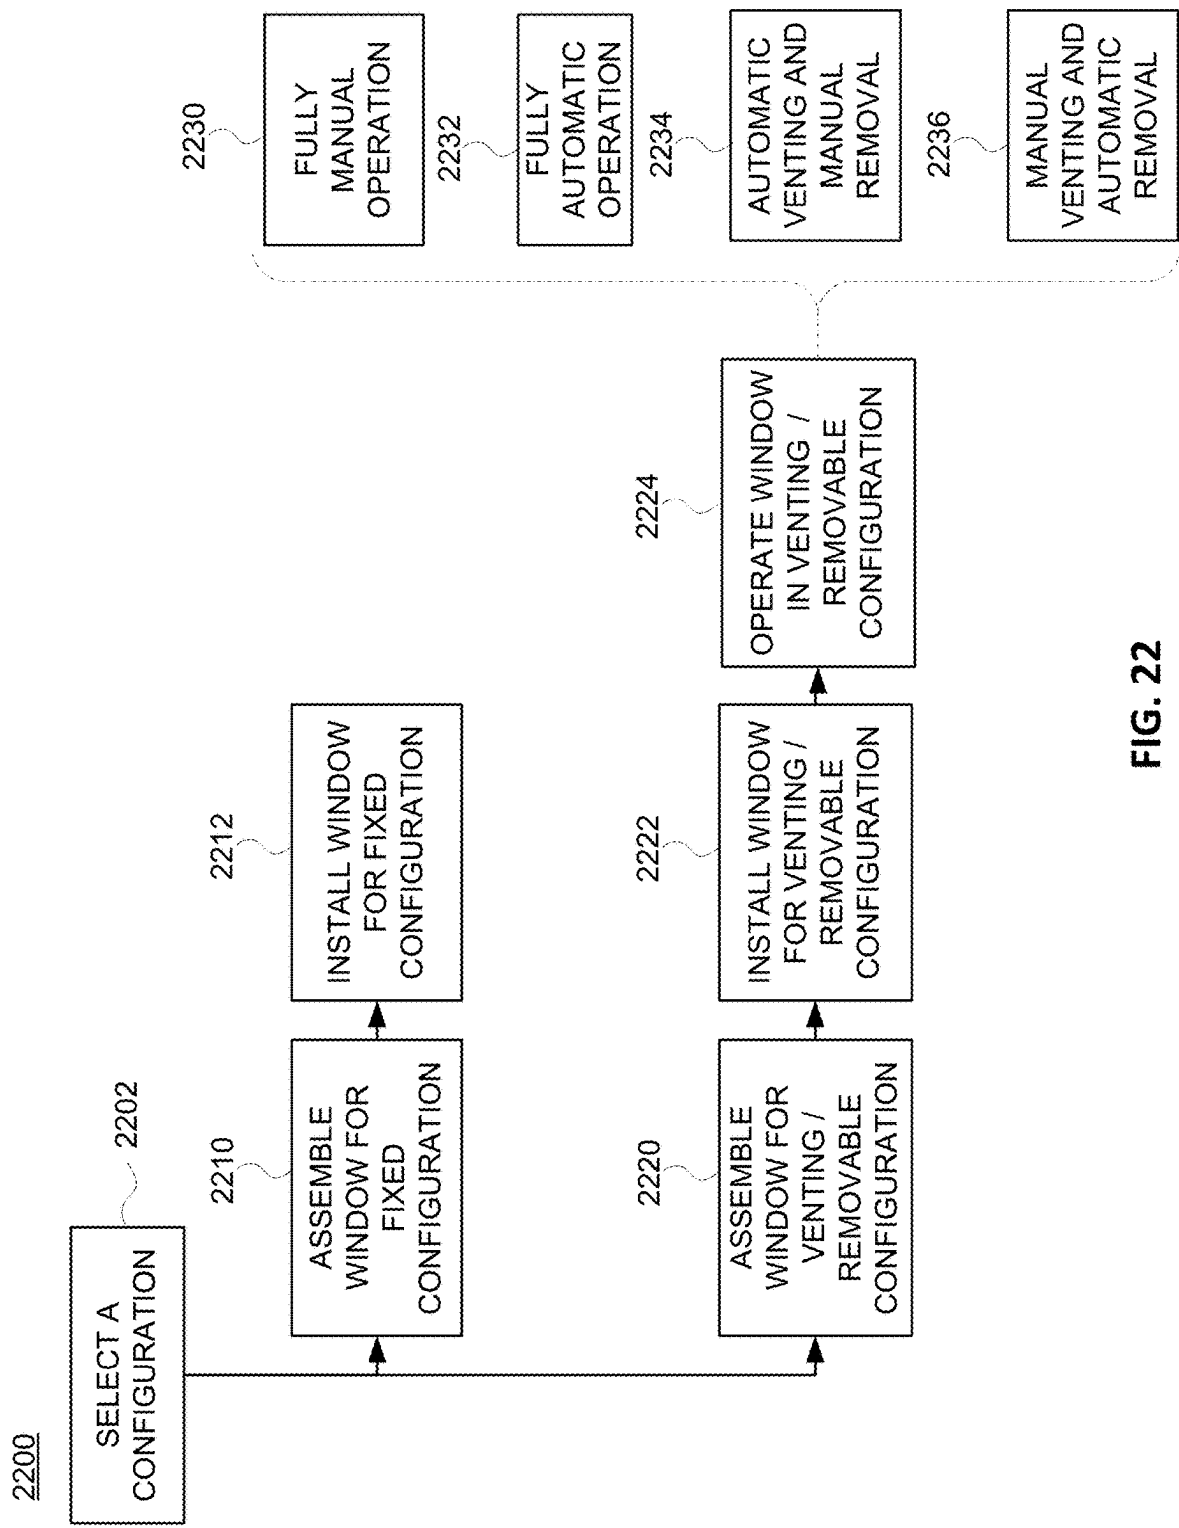 2200
SELECT A
CONFIGURATION
2202
2210
ASSEMBLE
WINDOW FOR
FIXED
CONFIGURATION
2212
INSTALL WINDOW
FOR FIXED
CONFIGURATION
2220
ASSEMBLE
WINDOW FOR
VENTING /
REMOVABLE
CONFIGURATION
2222
INSTALL WINDOW
FOR VENTING /
REMOVABLE
CONFIGURATION
2224
OPERATE WINDOW
IN VENTING /
REMOVABLE
CONFIGURATION
2230
FULLY
MANUAL
OPERATION
2232
FULLY
AUTOMATIC
OPERATION
2234
AUTOMATIC
VENTING AND
MANUAL
REMOVAL
2236
MANUAL
VENTING AND
AUTOMATIC
REMOVAL
FIG. 22